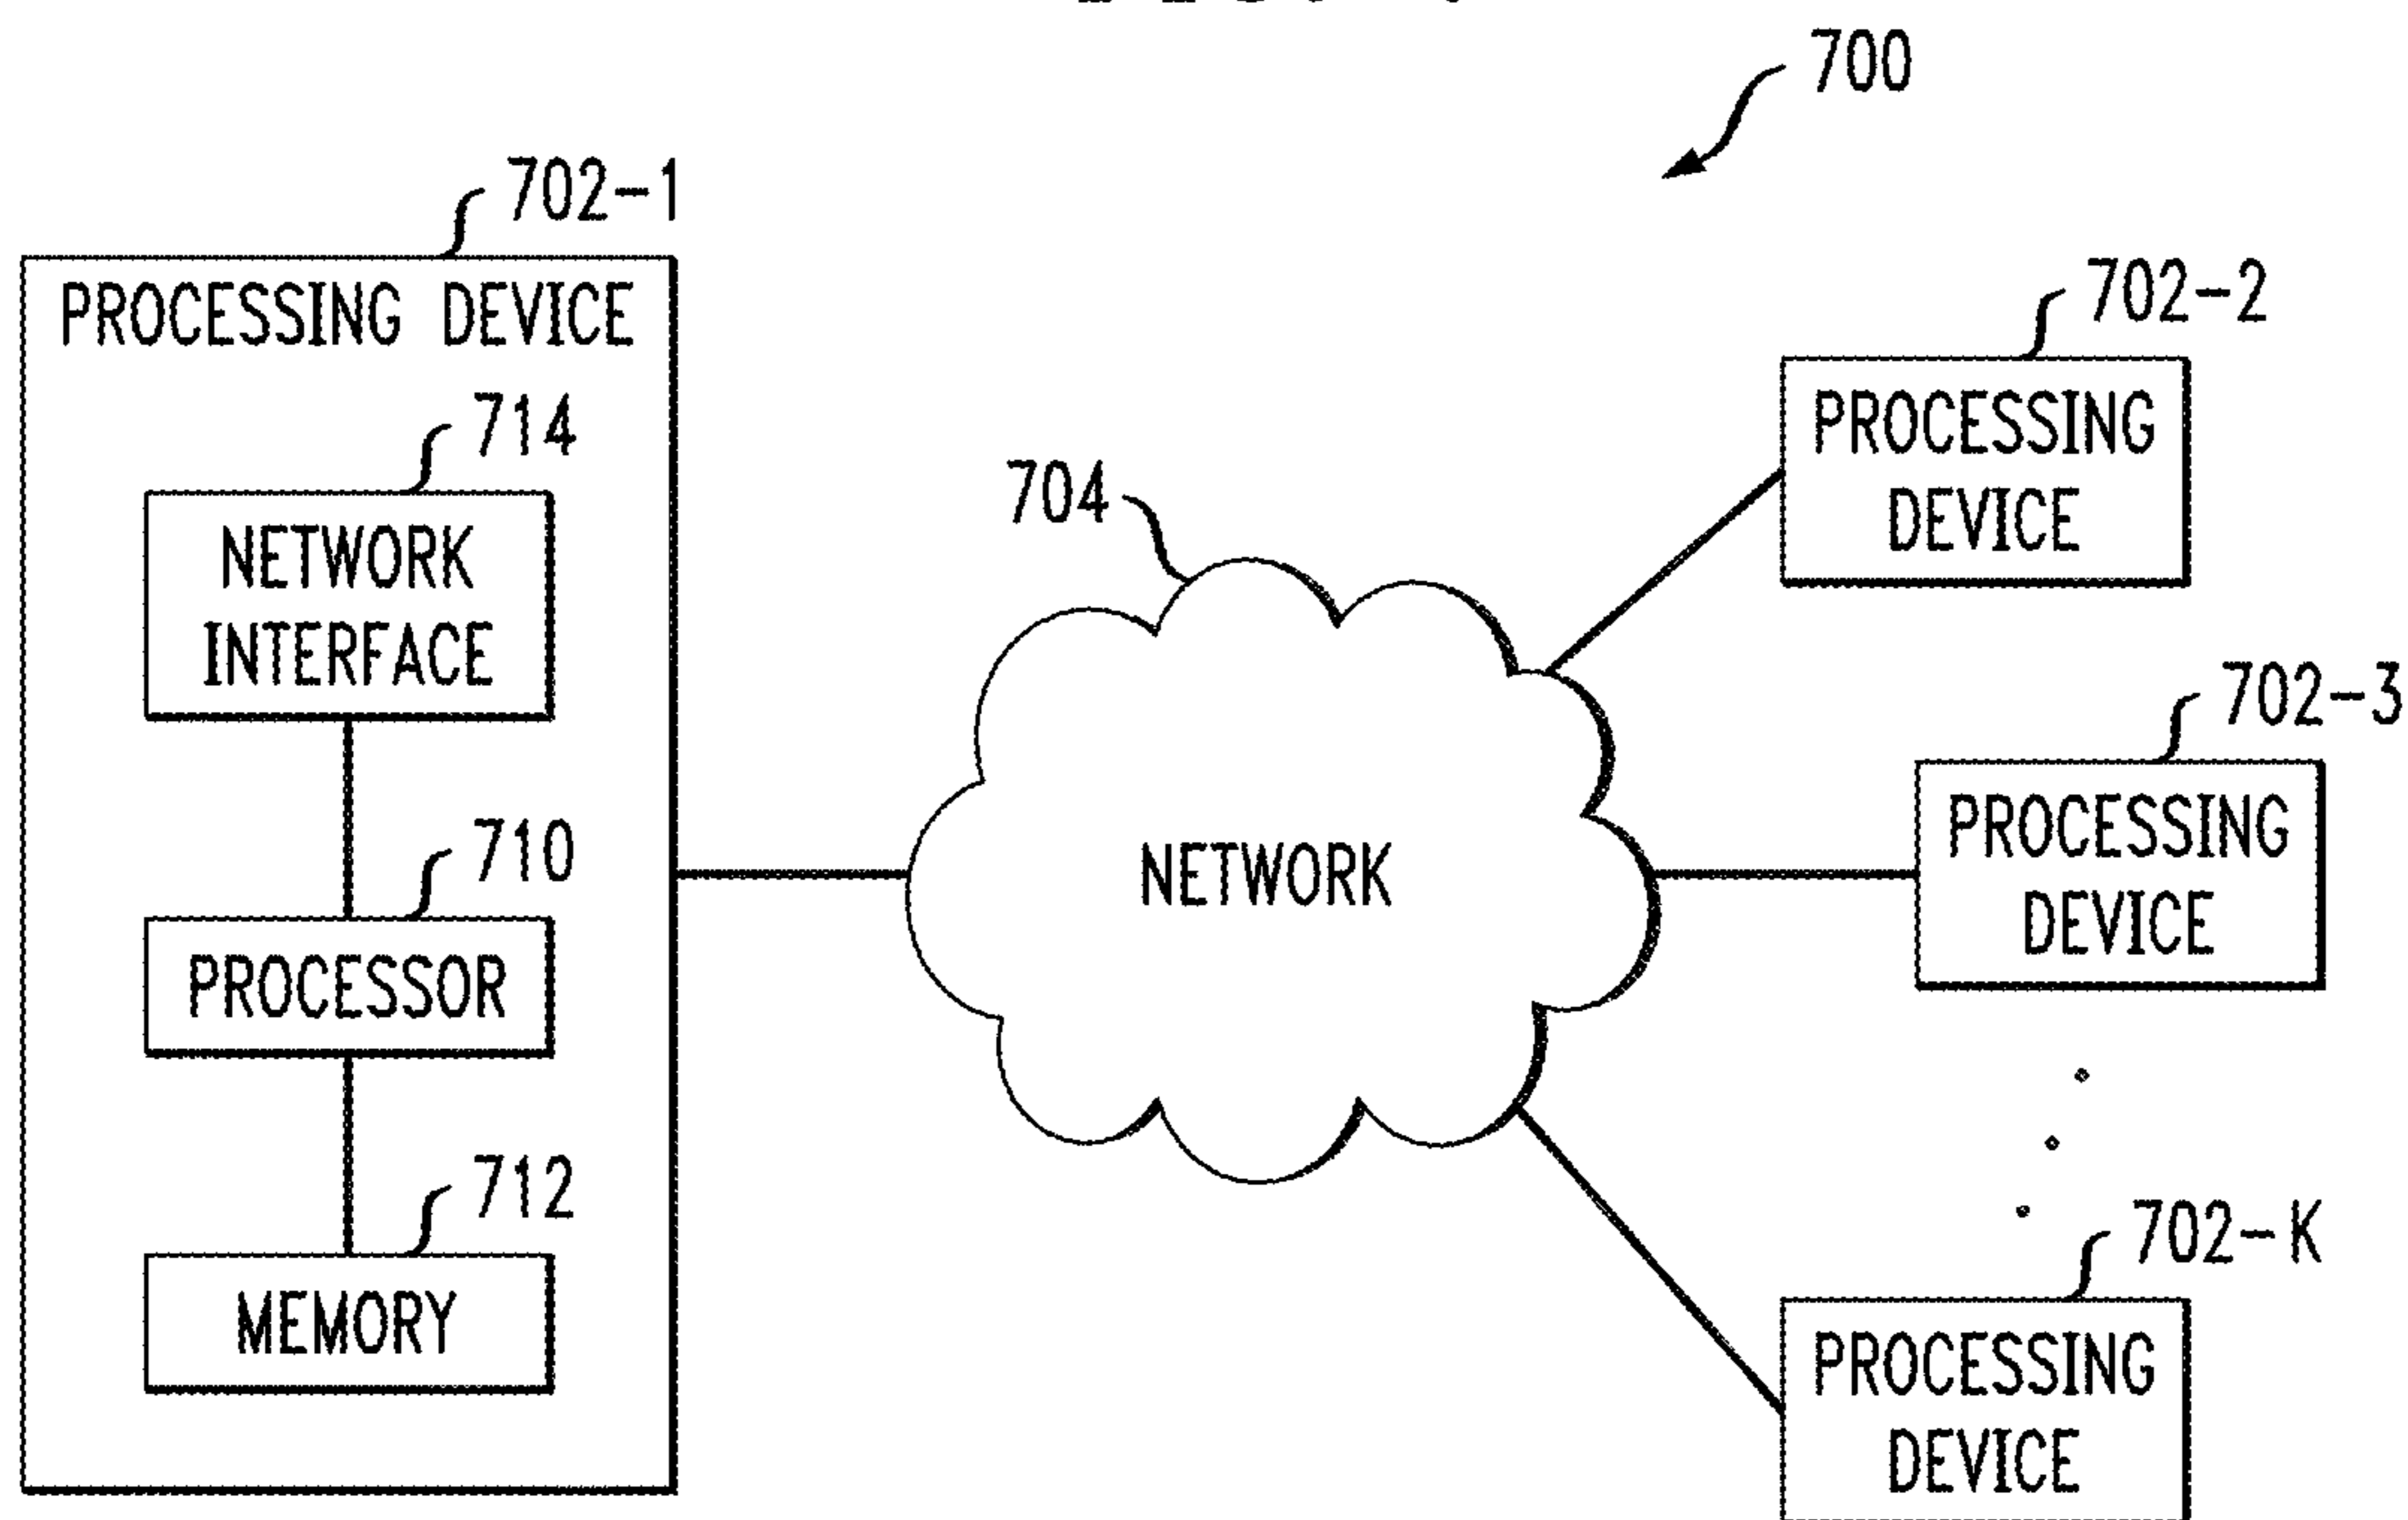 700
702-1
PROCESSING DEVICE
714
NETWORK
INTERFACE
710
PROCESSOR
712
MEMORY
704
NETWORK
702-2
PROCESSING
DEVICE
702-3
PROCESSING
DEVICE
702-K
PROCESSING
DEVICE